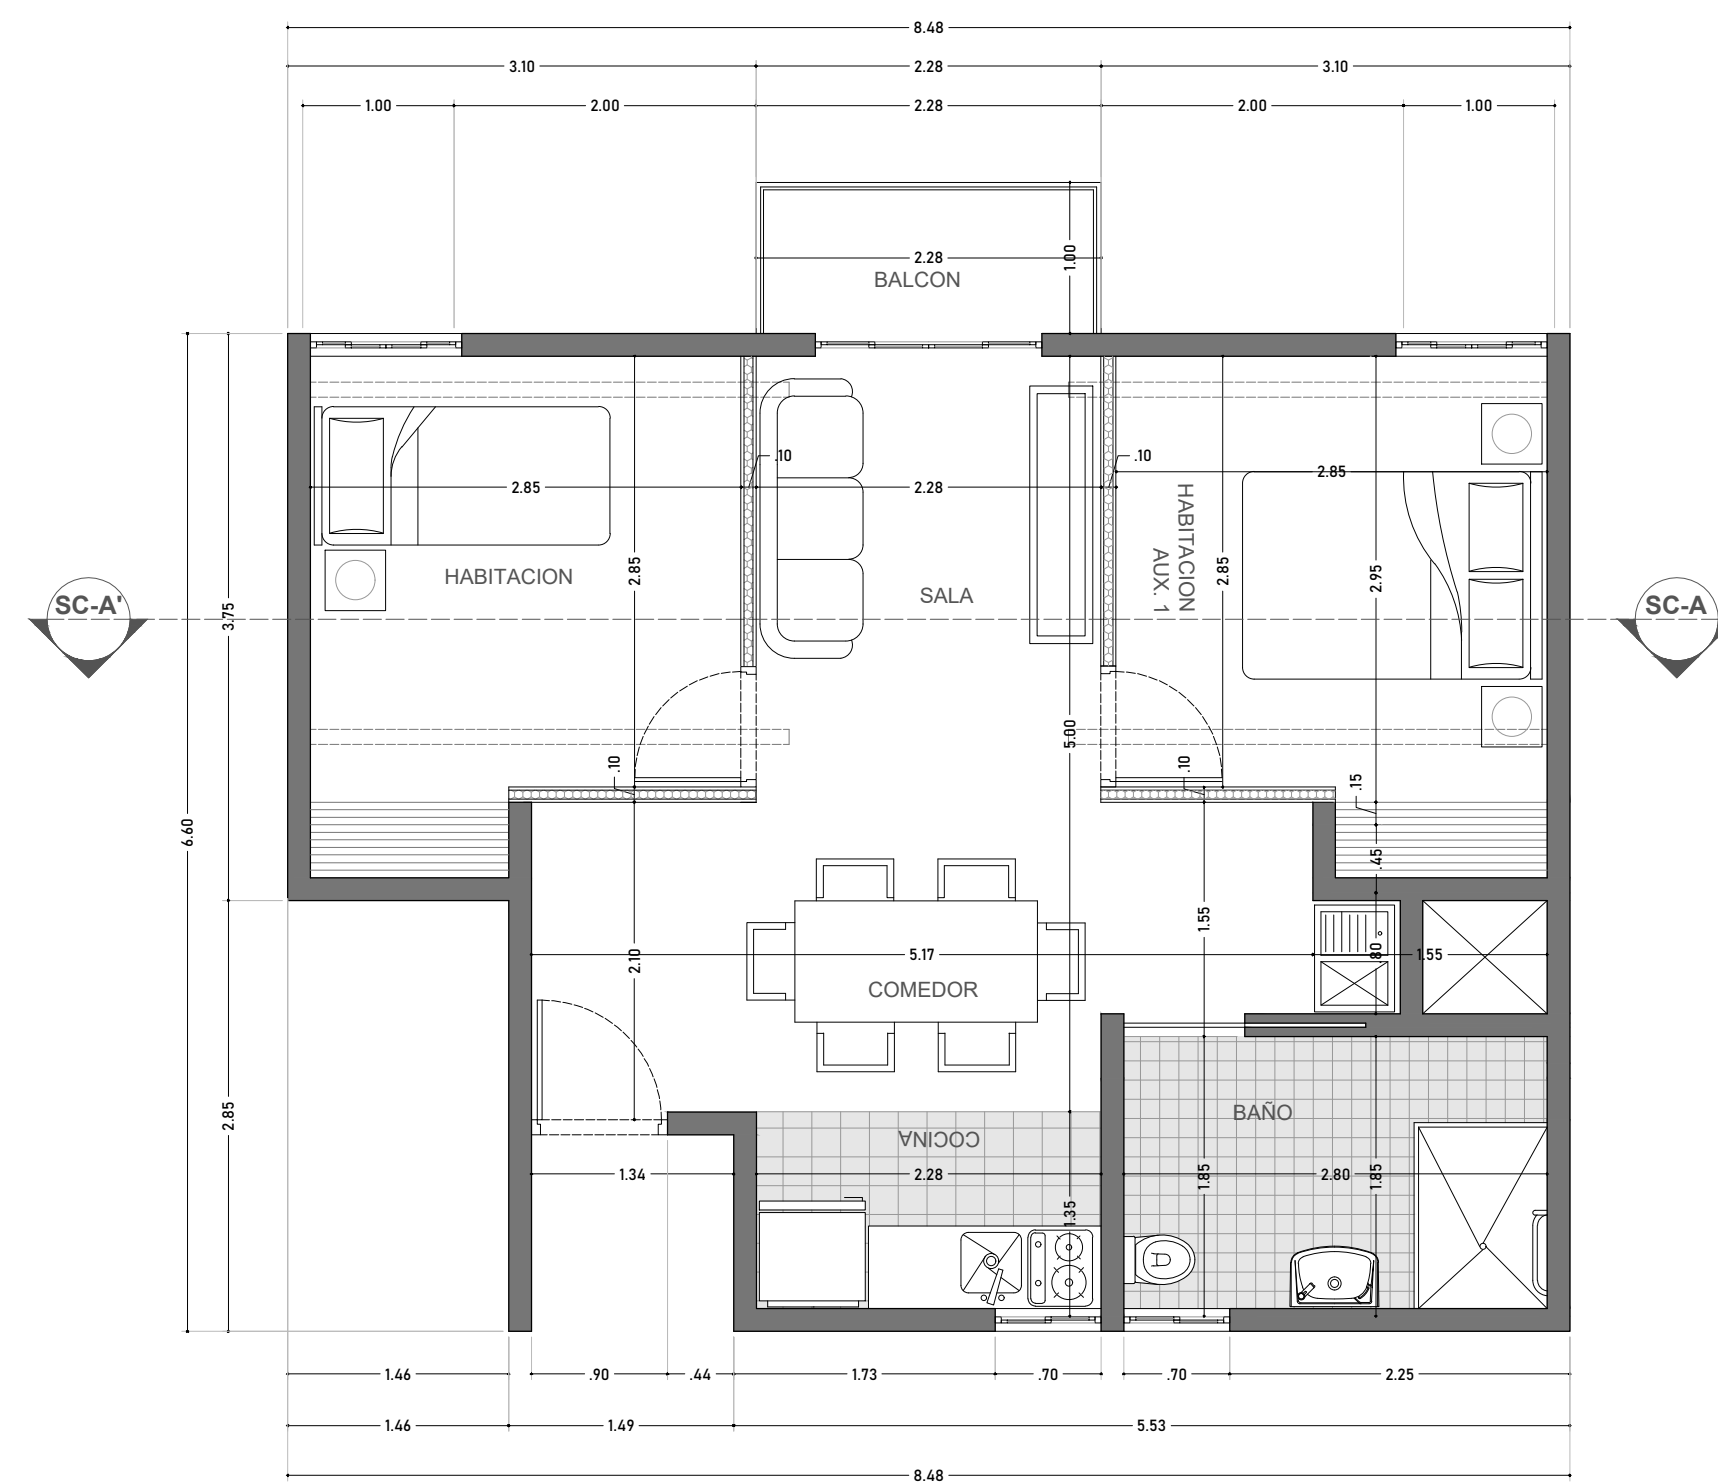 8.48
3.10 2.28 3.10
1.00 2.00 2.28 2.00 1.00
1.00
2.28
BALCON
.10 .10
2.85
2.85 2.28
HABITACION
AUX. 1
HABITACION
2.85
SALA
2.85
2.95
SC-A'
3.75
SC-A
5.00
.10
.10
.15
6.60
.45
1.55
2.10
5.17
.80
1.55
COMEDOR
2.85
BAÑO
COCINA
1.34
2.28
1.85
2.80
1.85
1.35
1.46 .90 .44 1.73 .70 .70 2.25
1.46 1.49 5.53
8.48